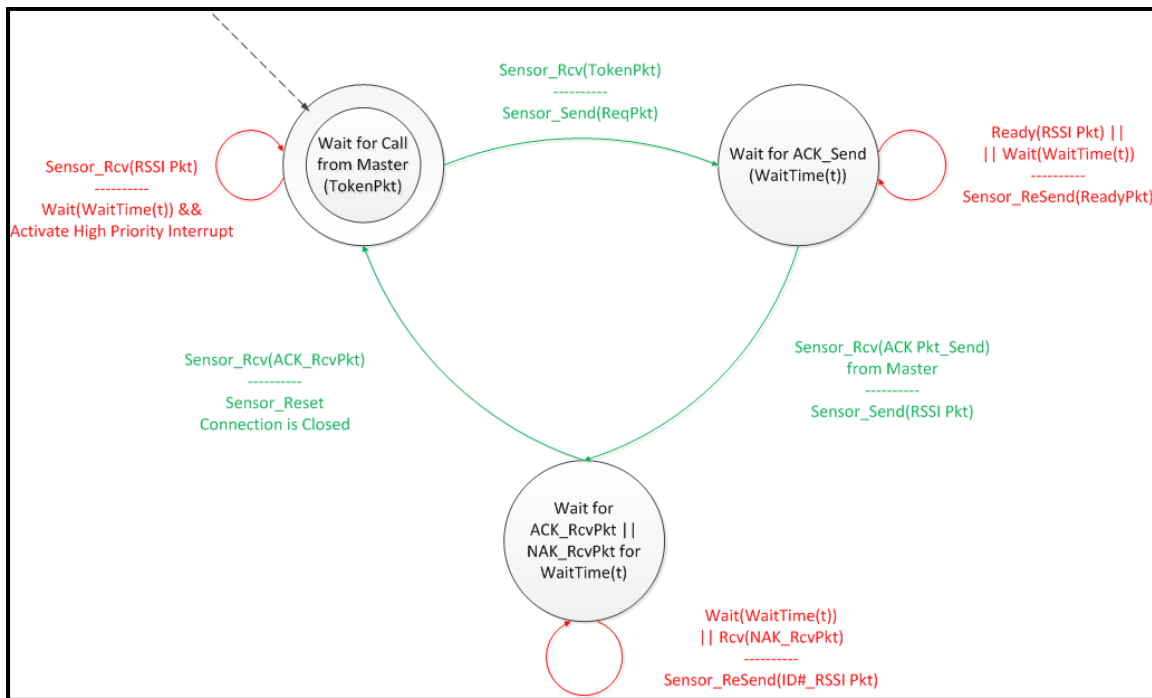 Sensor_Rcv(TokenPkt)
----------
Sensor_Send(ReqPkt)
Wait for Call
from Master
(TokenPkt)
Sensor_Rcv(RSSI Pkt)
----------
Wait(WaitTime(t)) &&
Activate High Priority Interrupt
Wait for ACK_Send
(WaitTime(t))
Ready(RSSI Pkt) ||
|| Wait(WaitTime(t))
----------
Sensor_ReSend(ReadyPkt)
Sensor_Rcv(ACK_RcvPkt)
----------
Sensor_Reset
Connection is Closed
Sensor_Rcv(ACK Pkt_Send)
from Master
----------
Sensor_Send(RSSI Pkt)
Wait for
ACK_RcvPkt ||
NAK_RcvPkt for
WaitTime(t)
Wait(WaitTime(t))
|| Rcv(NAK_RcvPkt)
----------
Sensor_ReSend(ID#_RSSI Pkt)